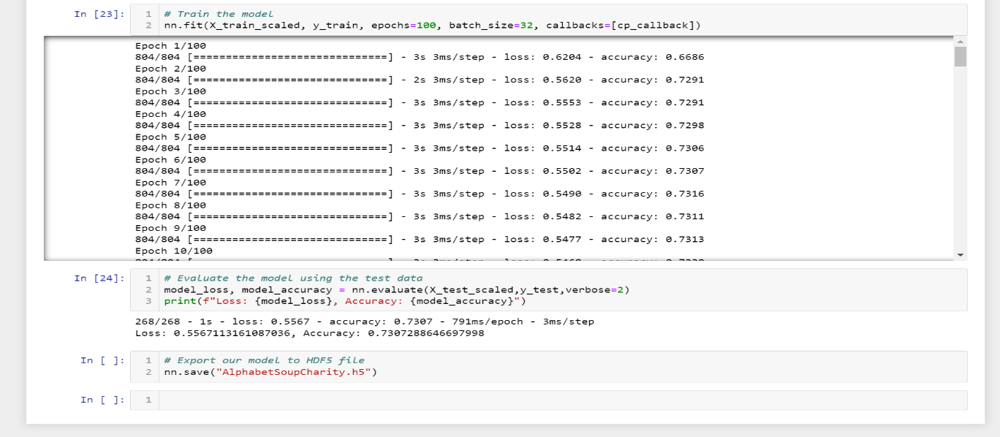 In [23]:
1 # Train the model
2 nn.fit(X_train_scaled, y_train, epochs=100, batch_size=32, callbacks=[cp_callback])
Epoch 1/100
804/804 [==============================] - 3s 3ms/step - loss: 0.6204 - accuracy: 0.6686
Epoch 2/100
804/804 [==============================] - 2s 3ms/step - loss: 0.5620 - accuracy: 0.7291
Epoch 3/100
804/804 [==============================] - 3s 3ms/step - loss: 0.5553 - accuracy: 0.7291
Epoch 4/100
804/804 [==============================] - 3s 3ms/step - loss: 0.5528 - accuracy: 0.7298
Epoch 5/100
804/804 [==============================] - 3s 3ms/step - loss: 0.5514 - accuracy: 0.7306
Epoch 6/100
804/804 [==============================] - 3s 3ms/step - loss: 0.5502 - accuracy: 0.7307
Epoch 7/100
804/804 [==============================] - 3s 3ms/step - loss: 0.5490 - accuracy: 0.7316
Epoch 8/100
804/804 [==============================] - 3s 3ms/step - loss: 0.5482 - accuracy: 0.7311
Epoch 9/100
804/804 [==============================] - 3s 3ms/step - loss: 0.5477 - accuracy: 0.7313
Epoch 10/100
In [24]:
1 # Evaluate the model using the test data
2 model_loss, model_accuracy = nn.evaluate(X_test_scaled,y_test,verbose=2)
3 print(f"Loss: {model_loss}, Accuracy: {model_accuracy}")
268/268 - 1s - loss: 0.5567 - accuracy: 0.7307 - 791ms/epoch - 3ms/step
Loss: 0.5567113161087036, Accuracy: 0.7307288646697998
In [ ]:
1 # Export our model to HDF5 file
2 nn.save("AlphabetSoupCharity.h5")
In [ ]:
1